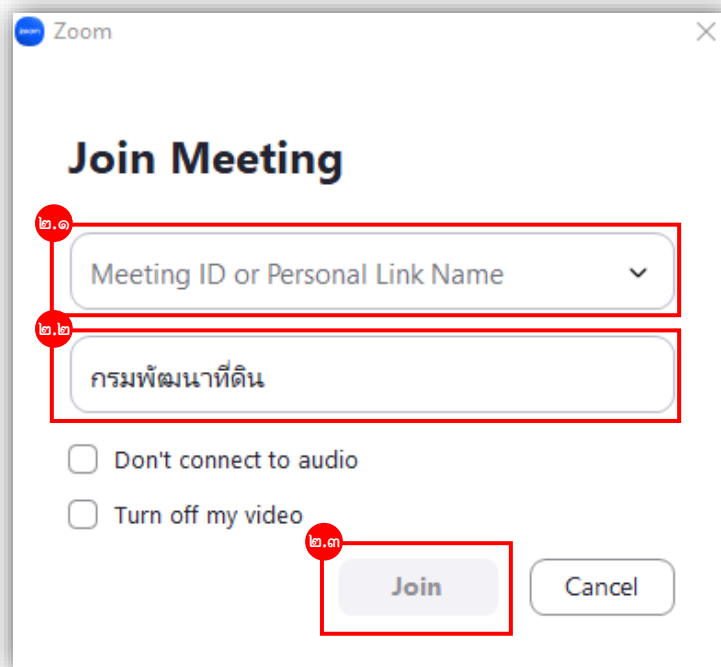 zoom Zoom
Join Meeting
๒.๑
Meeting ID or Personal Link Name
๒.๒
กรมพัฒนาที่ดิน
Don't connect to audio
Turn off my video
๒.๓
Join
Cancel